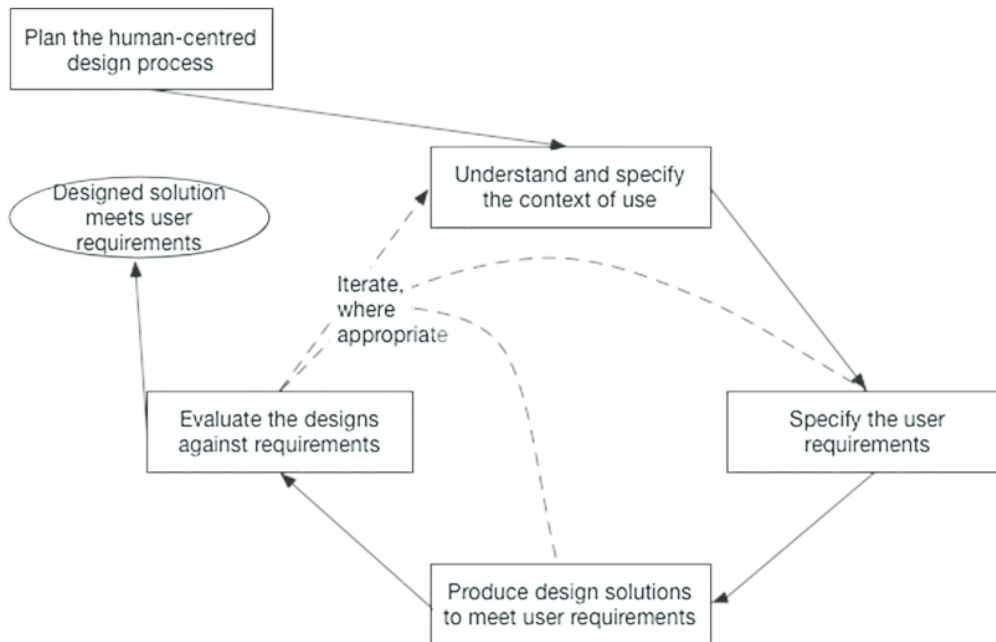 Plan the human-centred
design process
Understand and specify
the context of use
Designed solution
meets user
requirements
Iterate,
where
appropriate
Evaluate the designs
against requirements
Specify the user
requirements
Produce design solutions
to meet user requirements